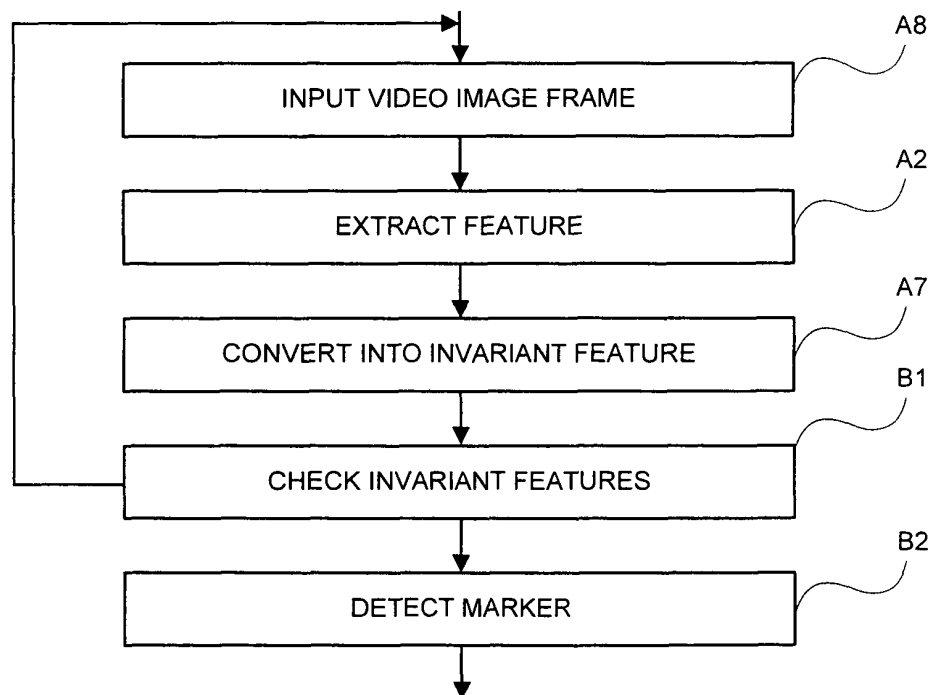 A8
INPUT VIDEO IMAGE FRAME
A2
EXTRACT FEATURE
A7
CONVERT INTO INVARIANT FEATURE
B1
CHECK INVARIANT FEATURES
B2
DETECT MARKER